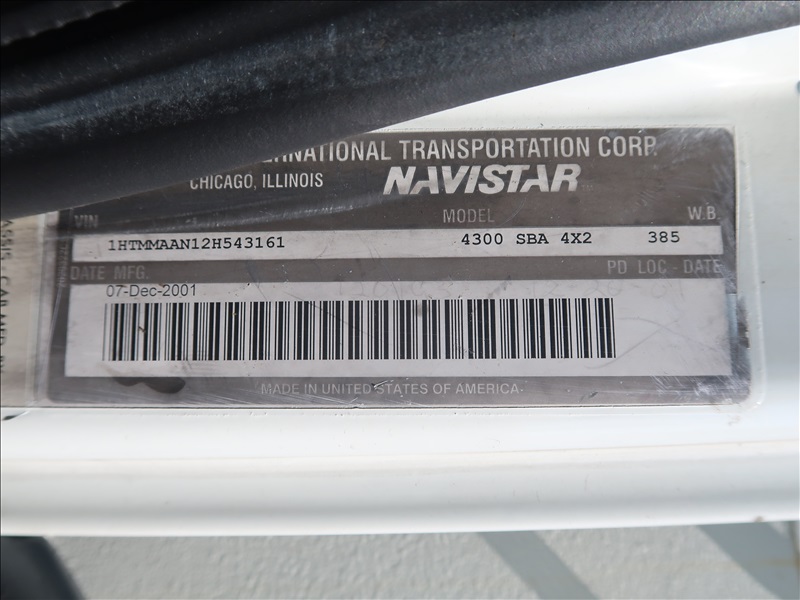 ERNATIONAL TRANSPORTATION CORP.
CHICAGO, ILLINOIS NAVISTAR
VIN MODEL W.B.
1HTMMAAN12H543161 4300 SBA 4X2 385
DATE MFG. PD LOC - DATE
07-Dec-2001
MADE IN UNITED STATES OF AMERICA